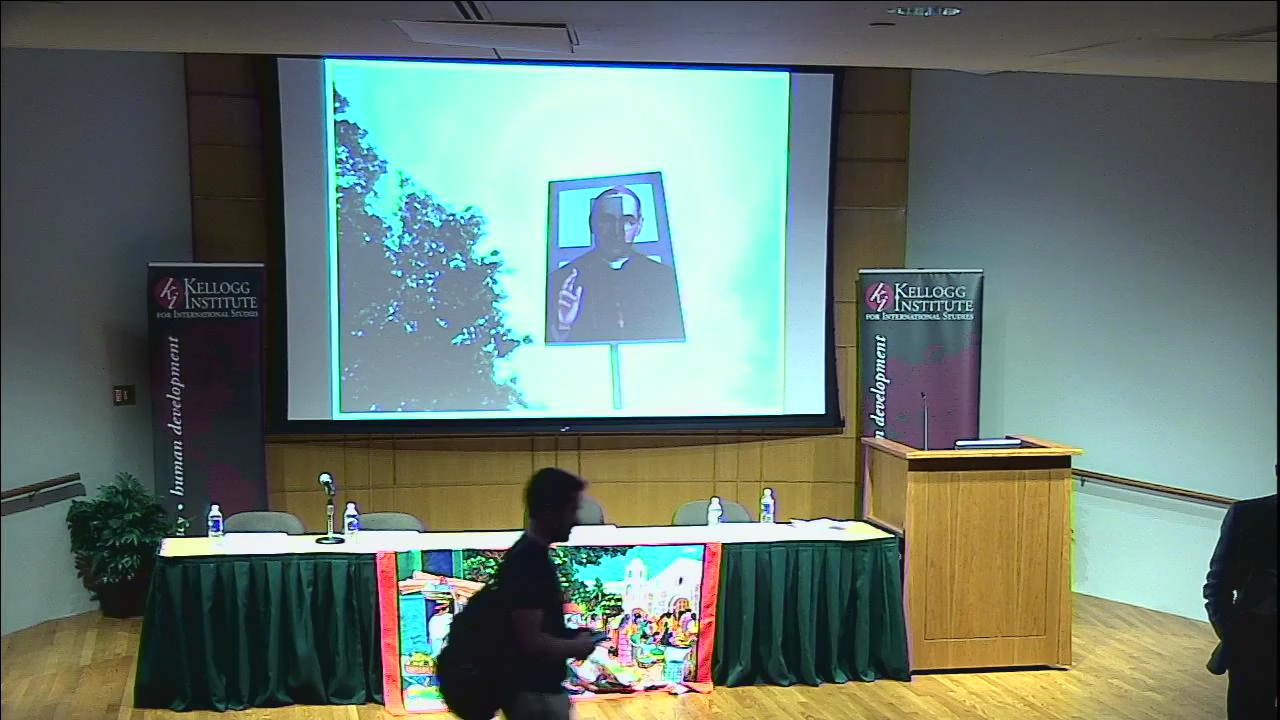 KELLOGG
INSTITUTE
FOR INTERNATIONAL STUDIES
• human development
KELLOGG
INSTITUTE
FOR INTERNATIONAL STUDIES
development